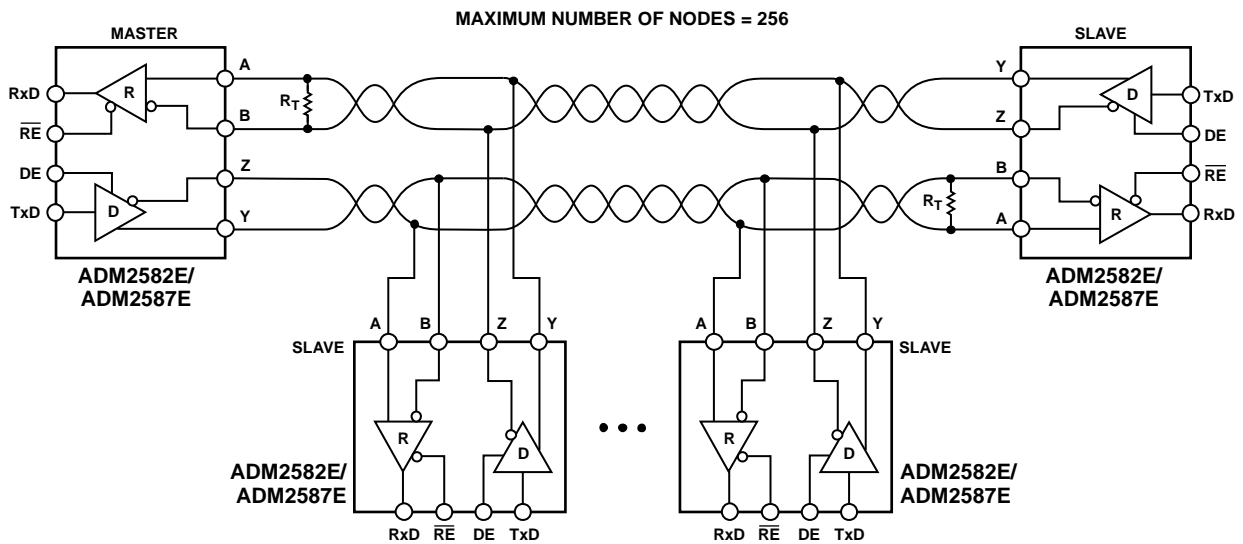 MAXIMUM NUMBER OF NODES = 256
MASTER
SLAVE
A
B
Z
Y
RxD
RE
DE
TxD
R
D
RT
ADM2582E/
ADM2587E
Y
Z
B
A
D
R
RT
TxD
DE
RE
RxD
ADM2582E/
ADM2587E
A B Z Y
SLAVE
R
D
ADM2582E/
ADM2587E
RxD RE DE TxD
A B Z Y
SLAVE
R
D
ADM2582E/
ADM2587E
RxD RE DE TxD